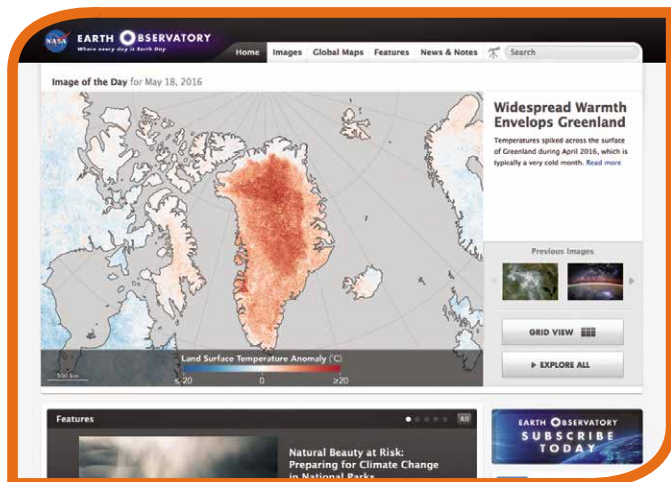 NASA
EARTH OBSERVATORY
Where every day is Earth Day
Home Images Global Maps Features News & Notes Search
Image of the Day for May 18, 2016
Widespread Warmth
Envelops Greenland
Temperatures spiked across the surface
of Greenland during April 2016, which is
typically a very cold month. Read more
Previous Images
GRID VIEW
EXPLORE ALL
Land Surface Temperature Anomaly (°C)
500 km
≤-20 0 ≥20
Features All
Natural Beauty at Risk:
Preparing for Climate Change
in National Parks
EARTH OBSERVATORY
SUBSCRIBE
TODAY